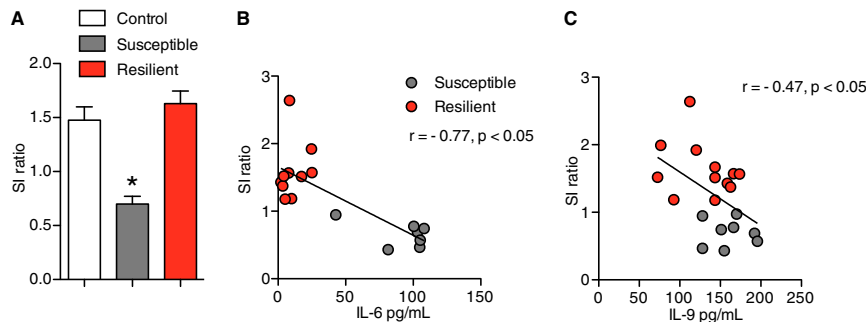 A
Control
Susceptible
Resilient
2.0
1.5
1.0
0.5
0.0
SI ratio
*
B
3
2
1
0
SI ratio
Susceptible
Resilient
r = - 0.77, p < 0.05
0
50
100
150
IL-6 pg/mL
C
3
2
1
0
SI ratio
r = - 0.47, p < 0.05
0
50
100
150
200
250
IL-9 pg/mL